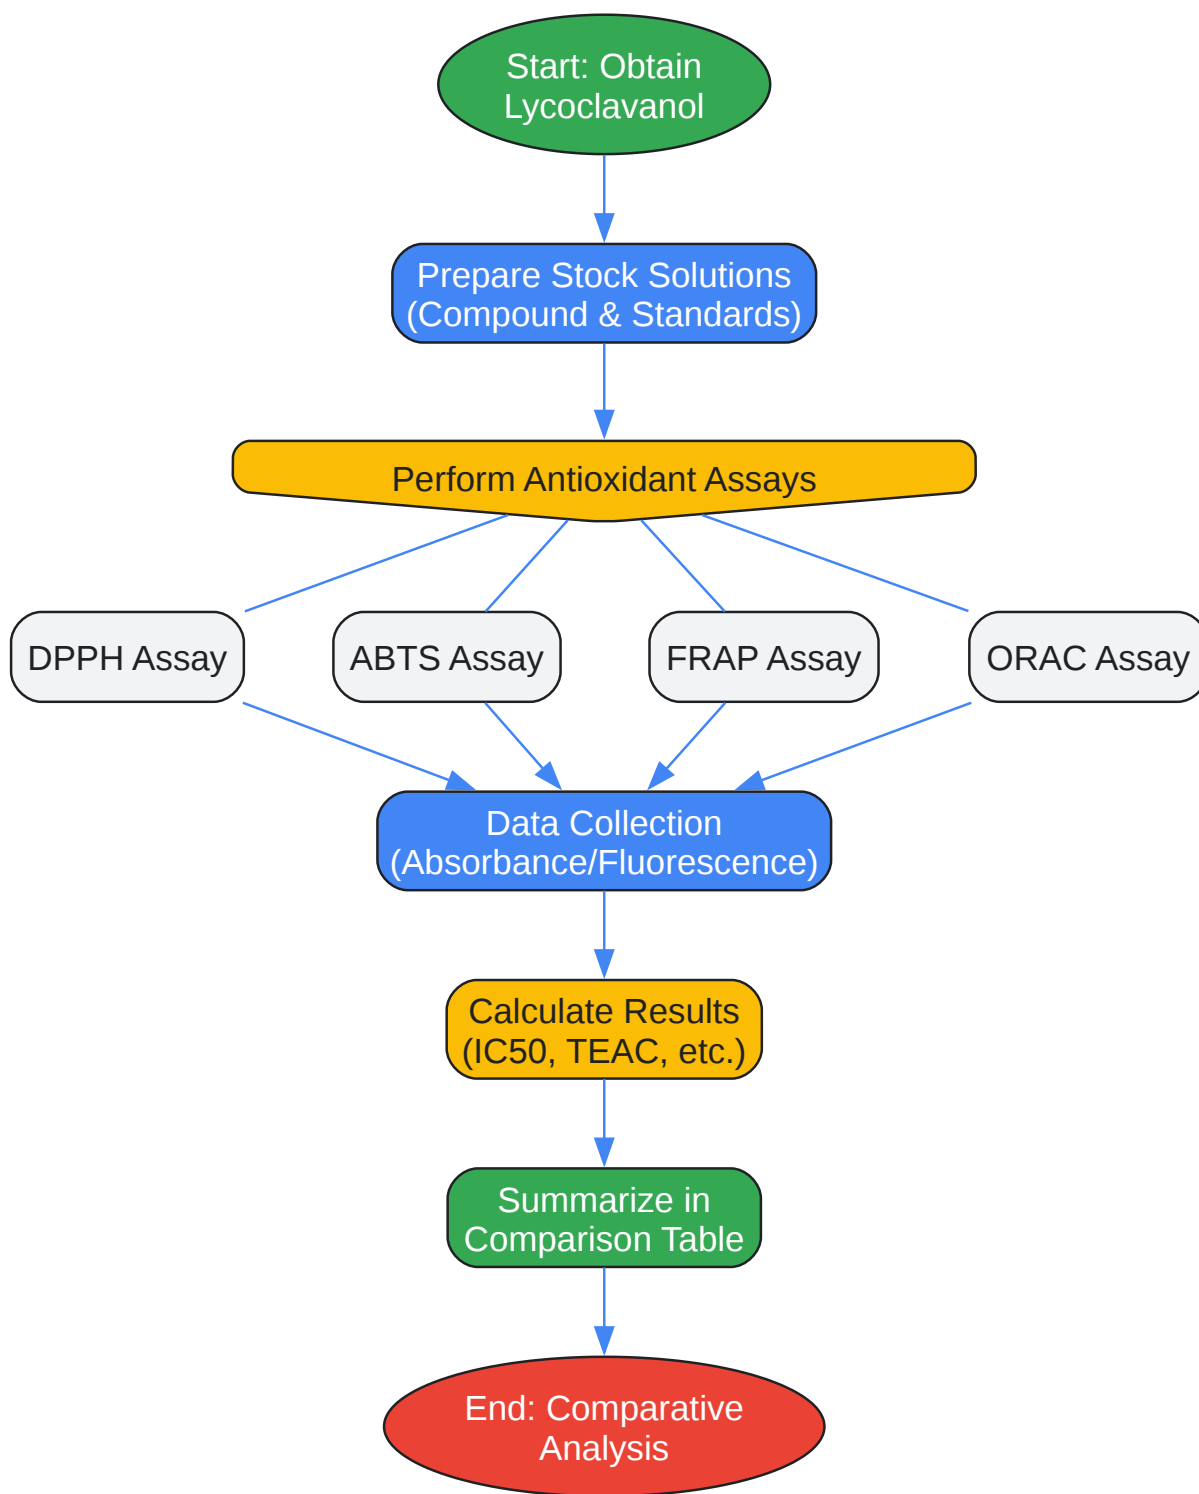 Start: Obtain
Lycoclavanol
Prepare Stock Solutions
(Compound & Standards)
Perform Antioxidant Assays
DPPH Assay
ABTS Assay
FRAP Assay
ORAC Assay
Data Collection
(Absorbance/Fluorescence)
Calculate Results
(IC50, TEAC, etc.)
Summarize in
Comparison Table
End: Comparative
Analysis